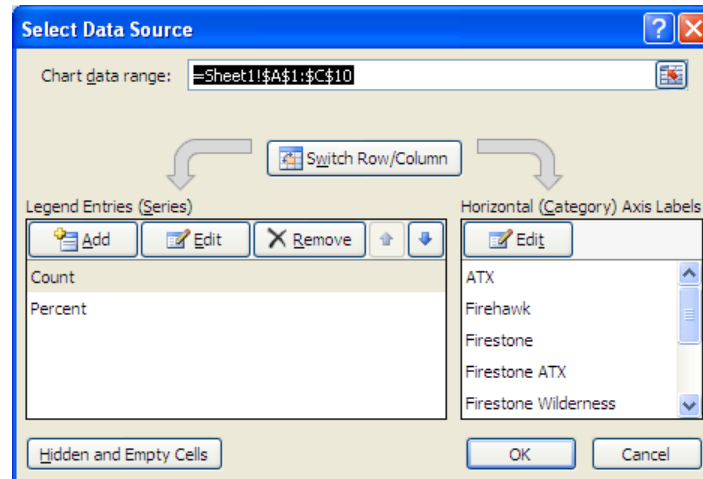 Select Data Source
Chart data range: =Sheet1!$A$1:$C$10
Switch Row/Column
Legend Entries (Series)
Add Edit Remove
Count
Percent
Horizontal (Category) Axis Labels
Edit
ATX
Firehawk
Firestone
Firestone ATX
Firestone Wilderness
Hidden and Empty Cells
OK Cancel